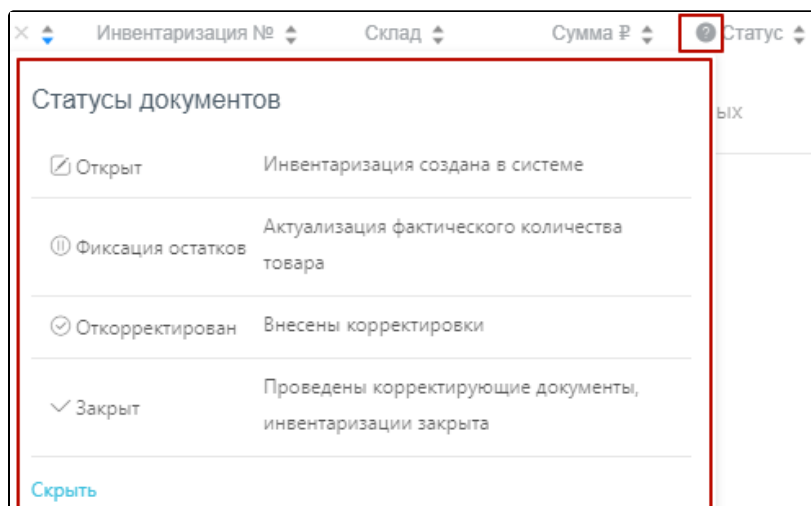 Инвентаризация № Склад Сумма ₽ Статус
Статусы документов
ых
Открыт Инвентаризация создана в системе
Фиксация остатков Актуализация фактического количества
товара
Откорректирован Внесены корректировки
Закрыт Проведены корректирующие документы,
инвентаризации закрыта
Скрыть